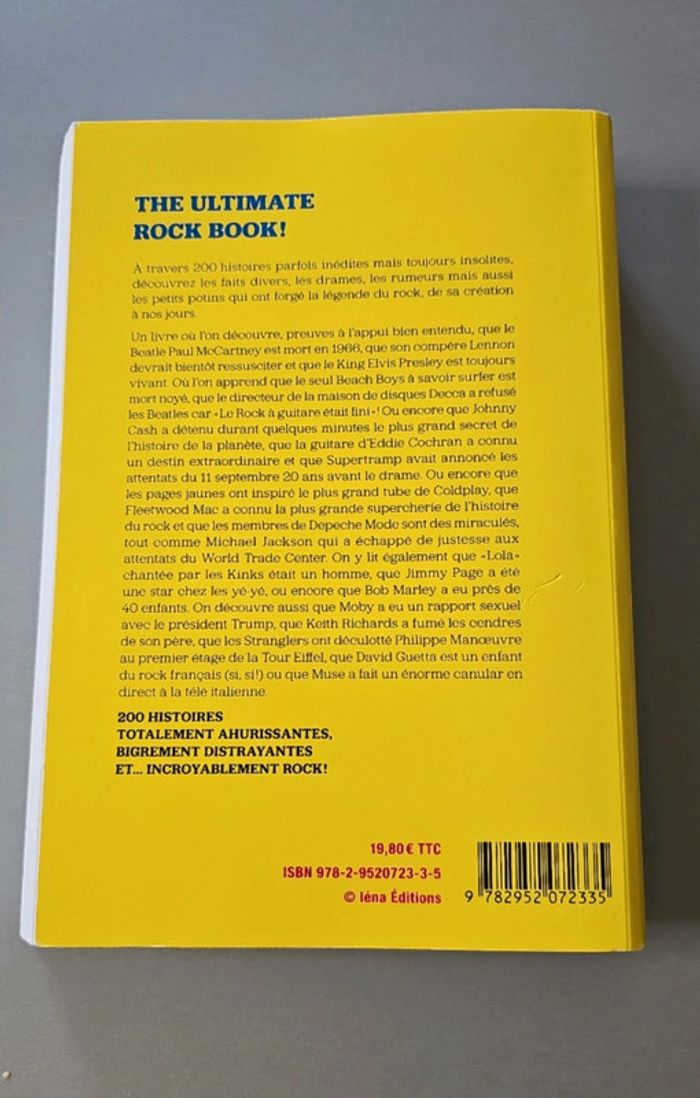 THE ULTIMATE
ROCK BOOK!
À travers 200 histoires parfois inédites mais toujours insolites,
découvrez les faits divers, les drames, les rumeurs mais aussi
les petits potins qui ont forgé la légende du rock, de sa création
à nos jours.
Un livre où l'on découvre, preuves à l'appui bien entendu, que le
Beatle Paul McCartney est mort en 1966, que son compère Lennon
devrait bientôt ressusciter et que le King Elvis Presley est toujours
vivant. Où l'on apprend que le seul Beach Boys à savoir surfer est
mort noyé, que le directeur de la maison de disques Decca a refusé
les Beatles car «Le Rock à guitare était fini»! Ou encore que Johnny
Cash a détenu durant quelques minutes le plus grand secret de
l'histoire de la planète, que la guitare d'Eddie Cochran a connu
un destin extraordinaire et que Supertramp avait annoncé les
attentats du 11 septembre 20 ans avant le drame. Ou encore que
les pages jaunes ont inspiré le plus grand tube de Coldplay, que
Fleetwood Mac a connu la plus grande supercherie de l'histoire
du rock et que les membres de Depeche Mode sont des miraculés,
tout comme Michael Jackson qui a échappé de justesse aux
attentats du World Trade Center. On y lit également que «Lola»
chantée par les Kinks était un homme, que Jimmy Page a été
une star chez les yé-yé, ou encore que Bob Marley a eu près de
40 enfants. On découvre aussi que Moby a eu un rapport sexuel
avec le président Trump, que Keith Richards a fumé les cendres
de son père, que les Stranglers ont déculotté Philippe Manœuvre
au premier étage de la Tour Eiffel, que David Guetta est un enfant
du rock français (si, si!) ou que Muse a fait un énorme canular en
direct à la télé italienne.
200 HISTOIRES
TOTALEMENT AHURISSANTES,
BIGREMENT DISTRAYANTES
ET... INCROYABLEMENT ROCK!
19,80 € TTC
ISBN 978-2-9520723-3-5
© Iéna Éditions
9 782952 072335